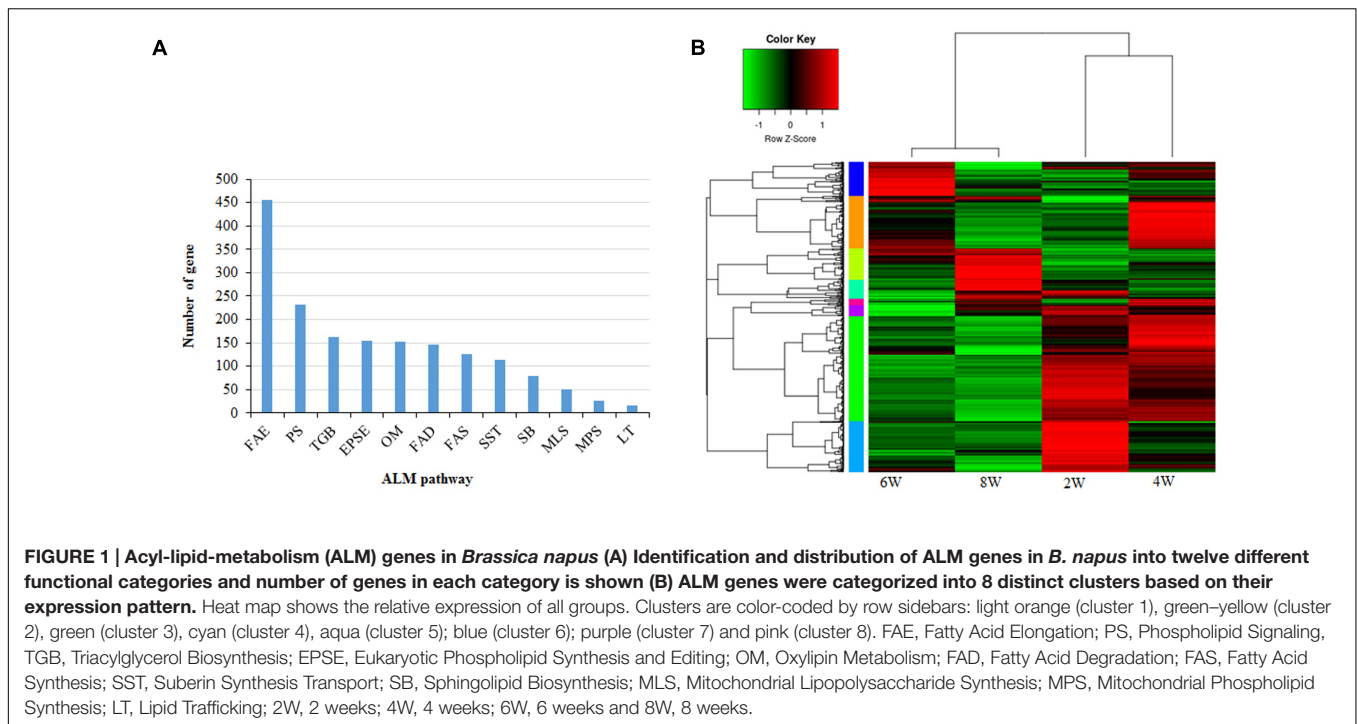 A
B
Color Key
-1 0 1
Row Z-Score
500
450
400
350
300
250
200
150
100
50
0
Number of gene
FAE PS TGB EPSE OM FAD FAS SST SB MLS MPS LT
ALM pathway
6W 8W 2W 4W
FIGURE 1 | Acyl-lipid-metabolism (ALM) genes in Brassica napus (A) Identification and distribution of ALM genes in B. napus into twelve different
functional categories and number of genes in each category is shown (B) ALM genes were categorized into 8 distinct clusters based on their
expression pattern. Heat map shows the relative expression of all groups. Clusters are color-coded by row sidebars: light orange (cluster 1), green–yellow (cluster
2), green (cluster 3), cyan (cluster 4), aqua (cluster 5); blue (cluster 6); purple (cluster 7) and pink (cluster 8). FAE, Fatty Acid Elongation; PS, Phospholipid Signaling,
TGB, Triacylglycerol Biosynthesis; EPSE, Eukaryotic Phospholipid Synthesis and Editing; OM, Oxylipin Metabolism; FAD, Fatty Acid Degradation; FAS, Fatty Acid
Synthesis; SST, Suberin Synthesis Transport; SB, Sphingolipid Biosynthesis; MLS, Mitochondrial Lipopolysaccharide Synthesis; MPS, Mitochondrial Phospholipid
Synthesis; LT, Lipid Trafficking; 2W, 2 weeks; 4W, 4 weeks; 6W, 6 weeks and 8W, 8 weeks.